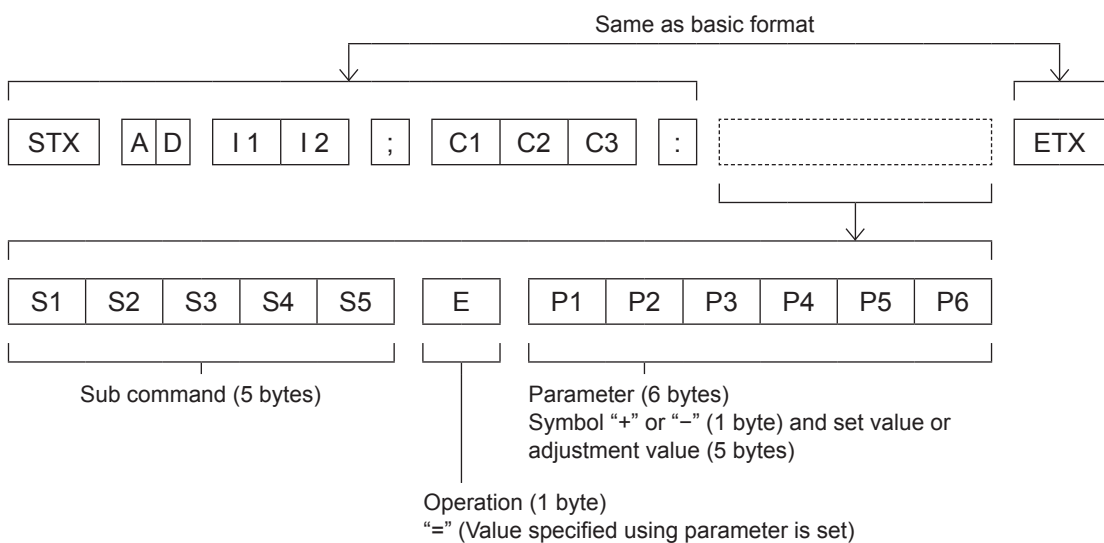 Same as basic format
STX A D I 1 I 2 ; C1 C2 C3 : ETX
S1 S2 S3 S4 S5 E P1 P2 P3 P4 P5 P6
Sub command (5 bytes)
Parameter (6 bytes)
Symbol “+” or “−” (1 byte) and set value or
adjustment value (5 bytes)
Operation (1 byte)
“=” (Value specified using parameter is set)